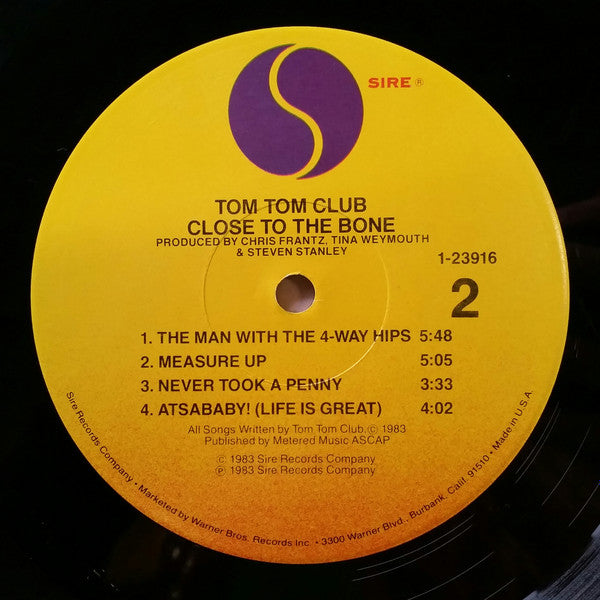 SIRE ®
TOM TOM CLUB
CLOSE TO THE BONE
PRODUCED BY CHRIS FRANTZ, TINA WEYMOUTH
& STEVEN STANLEY
1-23916
2
1. THE MAN WITH THE 4-WAY HIPS 5:48
2. MEASURE UP 5:05
3. NEVER TOOK A PENNY 3:33
4. ATSABABY! (LIFE IS GREAT) 4:02
All Songs Written by Tom Tom Club. © 1983
Published by Metered Music ASCAP
© 1983 Sire Records Company
℗ 1983 Sire Records Company
Sire Records Company • Marketed by Warner Bros. Records Inc. • 3300 Warner Blvd., Burbank, Calif. 91510 • Made in U.S.A.